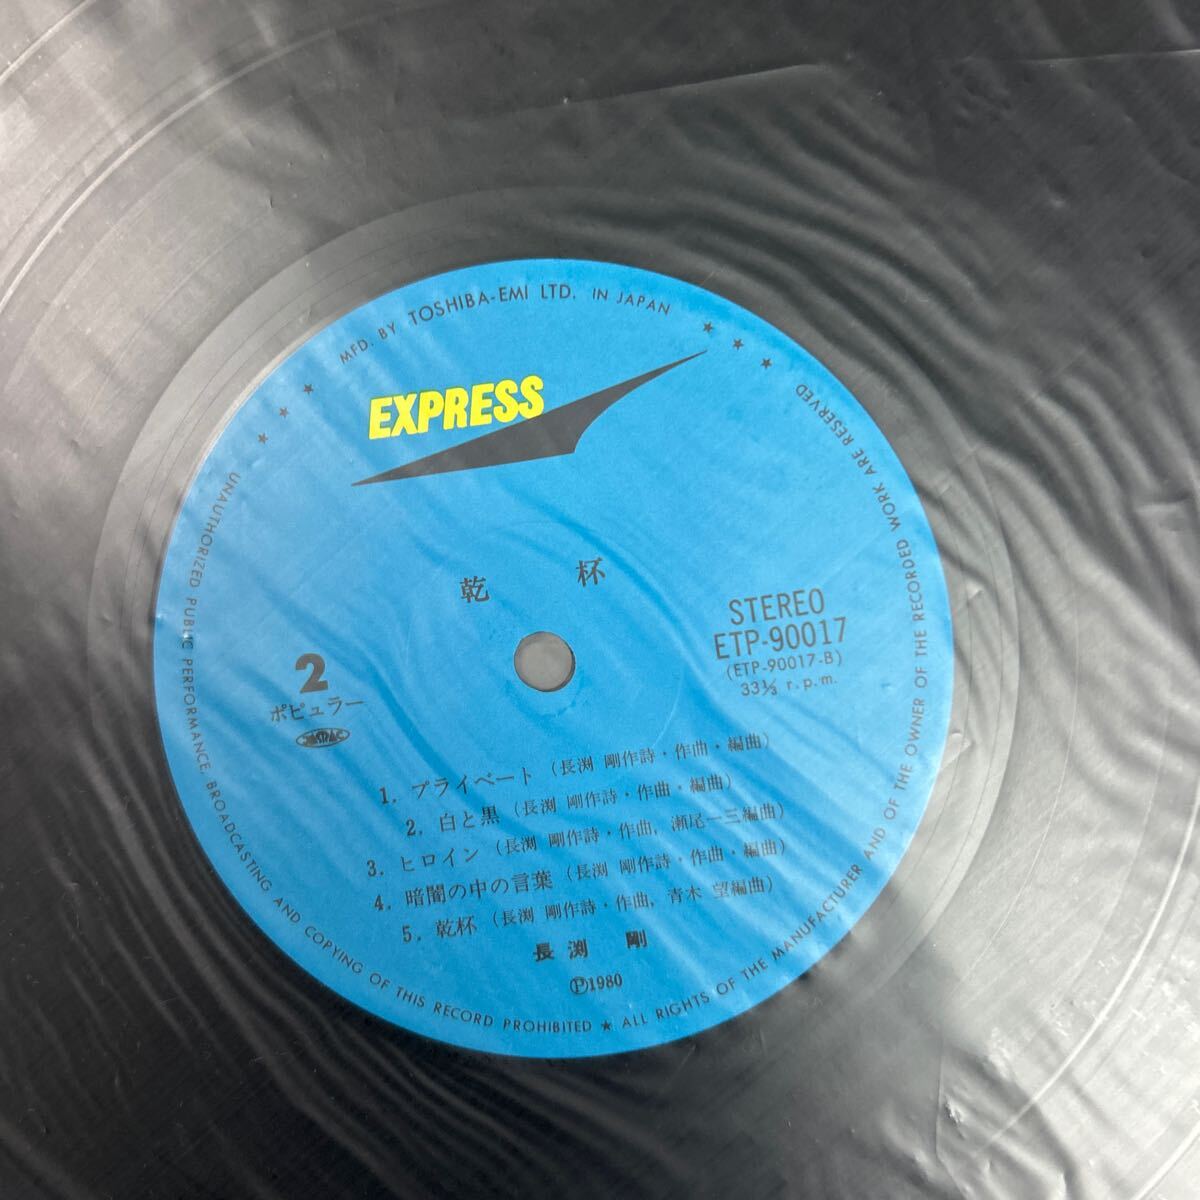 MFD. BY TOSHIBA-EMI LTD. IN JAPAN
★ ★ ★
EXPRESS
乾 杯
STEREO
ETP-90017
(ETP-90017-B)
33⅓ r.p.m.
2
ポピュラー
JASRAC
1. プライベート (長渕 剛作詩・作曲・編曲)
2. 白と黒 (長渕 剛作詩・作曲・編曲)
3. ヒロイン (長渕 剛作詩・作曲, 瀬尾一三編曲)
4. 暗闇の中の言葉 (長渕 剛作詩・作曲・編曲)
5. 乾杯 (長渕 剛作詩・作曲, 青木 望編曲)
長渕 剛
Ⓟ1980
★ ★ ★ UNAUTHORIZED PUBLIC PERFORMANCE, BROADCASTING AND COPYING OF THIS RECORD PROHIBITED ★ ALL RIGHTS OF THE MANUFACTURER AND OF THE OWNER OF THE RECORDED WORK ARE RESERVED